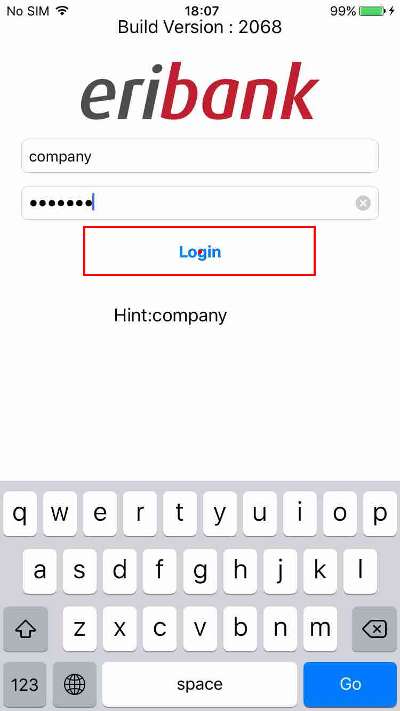 No SIM 18:07 99%
Build Version : 2068
eribank
company
●●●●●●●
Login
Hint:company
q w e r t y u i o p
a s d f g h j k l
z x c v b n m
123 space Go